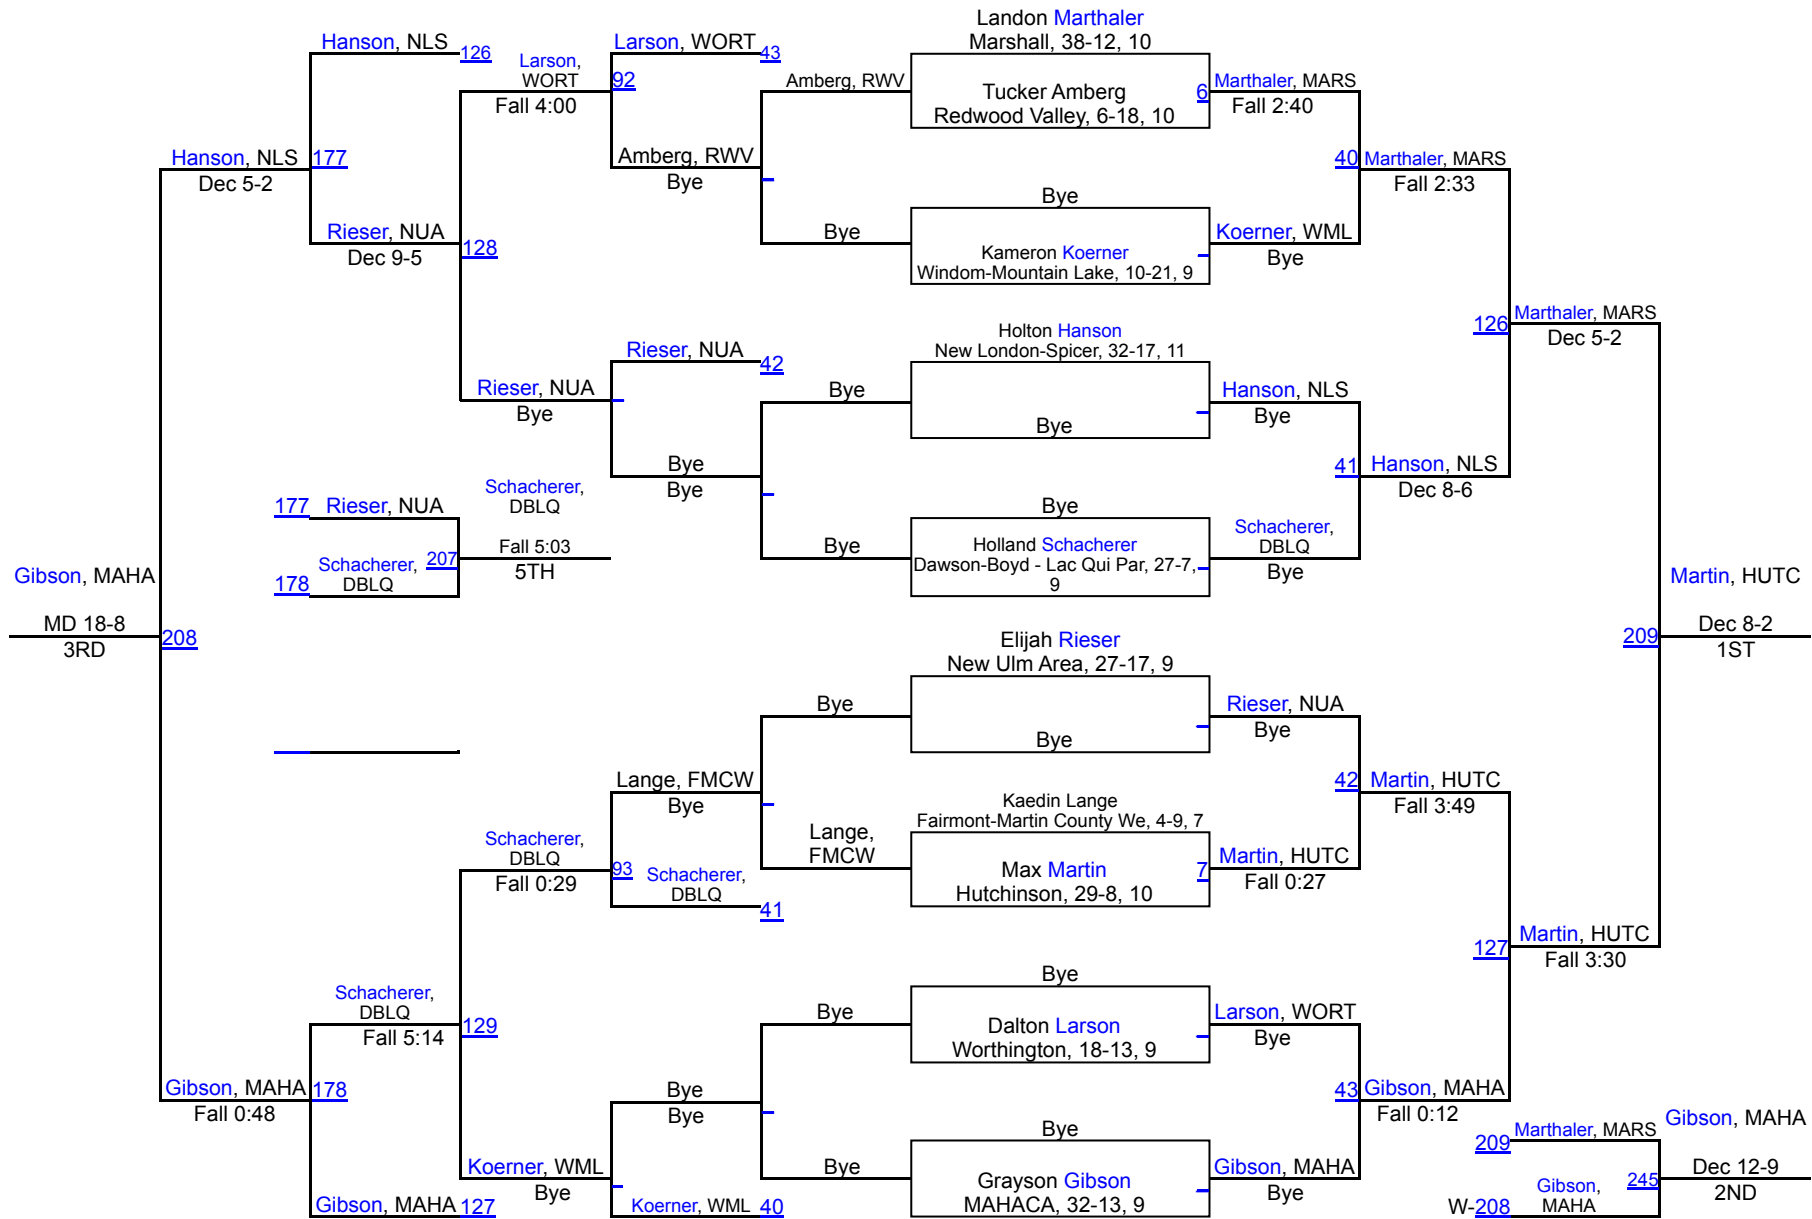 Landon Marthaler
Marshall, 38-12, 10
Tucker Amberg
Redwood Valley, 6-18, 10
6
Bye
Kameron Koerner
Windom-Mountain Lake, 10-21, 9
Holton Hanson
New London-Spicer, 32-17, 11
Bye
Bye
Holland Schacherer
Dawson-Boyd - Lac Qui Par, 27-7,
9
Elijah Rieser
New Ulm Area, 27-17, 9
Bye
Kaedin Lange
Fairmont-Martin County We, 4-9, 7
Max Martin
Hutchinson, 29-8, 10
7
Bye
Dalton Larson
Worthington, 18-13, 9
Bye
Grayson Gibson
MAHACA, 32-13, 9
Marthaler, MARS
Fall 2:40
Koerner, WML
Bye
Hanson, NLS
Bye
Schacherer,
DBLQ
Bye
Rieser, NUA
Bye
Martin, HUTC
Fall 0:27
Larson, WORT
Bye
Gibson, MAHA
Bye
40
Marthaler, MARS
Fall 2:33
41
Hanson, NLS
Dec 8-6
42
Martin, HUTC
Fall 3:49
43
Gibson, MAHA
Fall 0:12
126
Marthaler, MARS
Dec 5-2
127
Martin, HUTC
Fall 3:30
Martin, HUTC
209
Dec 8-2
1ST
209
Marthaler, MARS
W-208
Gibson,
MAHA
245
Gibson, MAHA
Dec 12-9
2ND
Amberg, RWV
Bye
Bye
Bye
Bye
Lange,
FMCW
Bye
Bye
Larson, WORT
43
Amberg, RWV
Bye
Rieser, NUA
42
Bye
Bye
Lange, FMCW
Bye
Schacherer,
DBLQ
41
Bye
Bye
Koerner, WML
40
Larson,
WORT
92
Fall 4:00
Rieser, NUA
Bye
Schacherer,
DBLQ
93
Fall 0:29
Koerner, WML
Bye
Hanson, NLS
126
Rieser, NUA
128
Dec 9-5
Schacherer,
DBLQ
129
Fall 5:14
Gibson, MAHA
127
Hanson, NLS
177
Dec 5-2
Gibson, MAHA
178
Fall 0:48
177
Rieser, NUA
178
Schacherer,
DBLQ
207
Schacherer,
DBLQ
Fall 5:03
5TH
Gibson, MAHA
208
MD 18-8
3RD